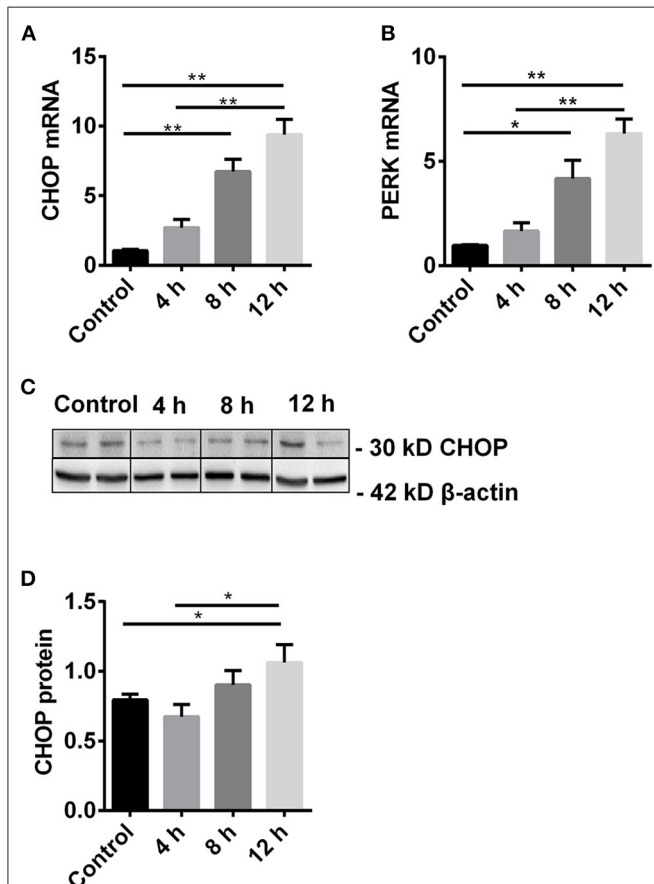 A
CHOP mRNA
15
10
5
0
**
**
**
Control
4 h
8 h
12 h
B
PERK mRNA
10
5
0
**
**
*
Control
4 h
8 h
12 h
C
Control 4 h 8 h 12 h
- 30 kD CHOP
- 42 kD β-actin
D
CHOP protein
1.5
1.0
0.5
0.0
*
*
Control
4 h
8 h
12 h